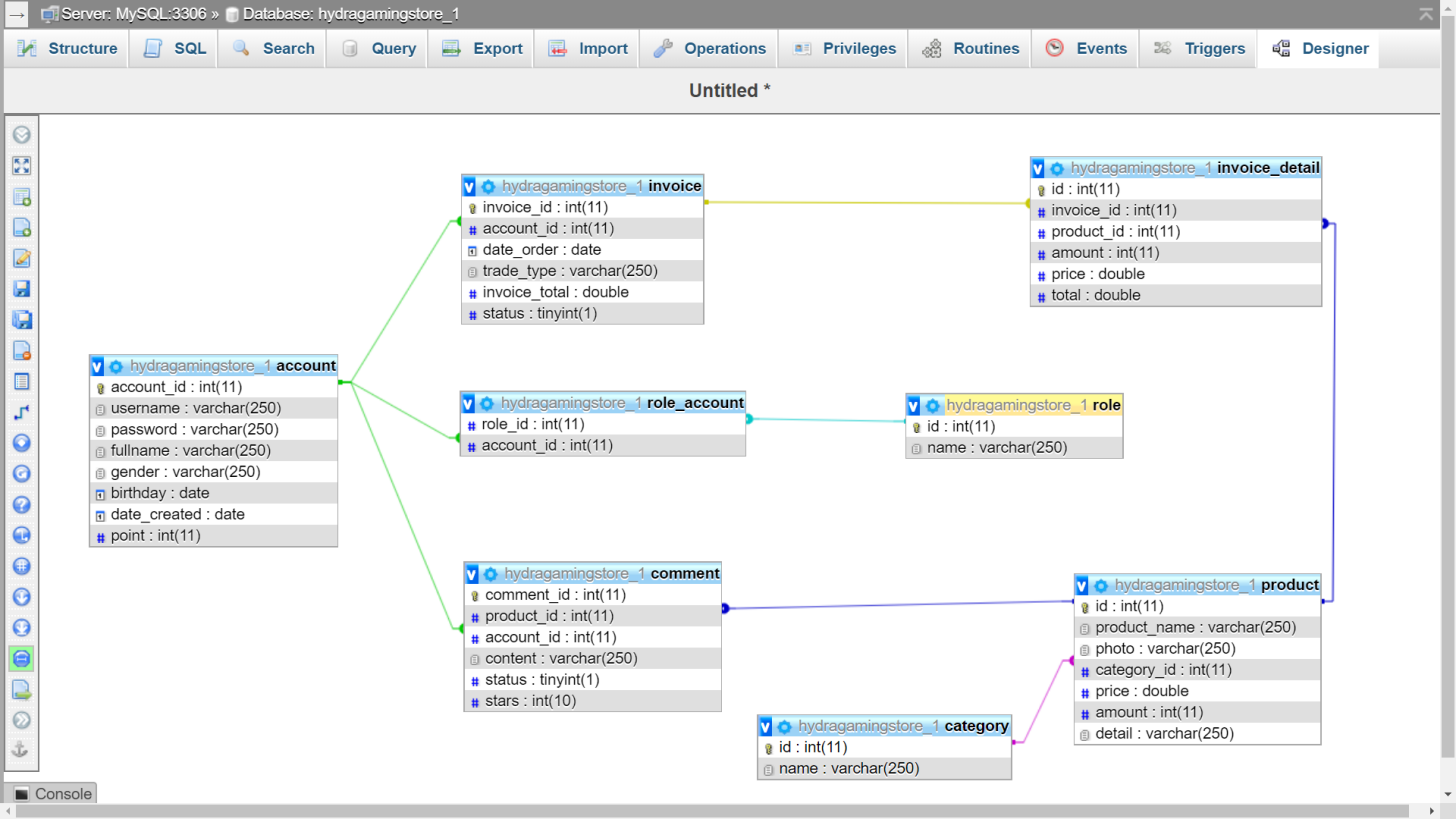 Server: MySQL:3306 » Database: hydragamingstore_1
Structure SQL Search Query Export Import Operations Privileges Routines Events Triggers Designer
Untitled *
hydragamingstore_1 invoice
invoice_id : int(11)
account_id : int(11)
date_order : date
trade_type : varchar(250)
invoice_total : double
status : tinyint(1)
hydragamingstore_1 invoice_detail
id : int(11)
invoice_id : int(11)
product_id : int(11)
amount : int(11)
price : double
total : double
hydragamingstore_1 account
account_id : int(11)
username : varchar(250)
password : varchar(250)
fullname : varchar(250)
gender : varchar(250)
birthday : date
date_created : date
point : int(11)
hydragamingstore_1 role_account
role_id : int(11)
account_id : int(11)
hydragamingstore_1 role
id : int(11)
name : varchar(250)
hydragamingstore_1 comment
comment_id : int(11)
product_id : int(11)
account_id : int(11)
content : varchar(250)
status : tinyint(1)
stars : int(10)
hydragamingstore_1 product
id : int(11)
product_name : varchar(250)
photo : varchar(250)
category_id : int(11)
price : double
amount : int(11)
detail : varchar(250)
hydragamingstore_1 category
id : int(11)
name : varchar(250)
Console